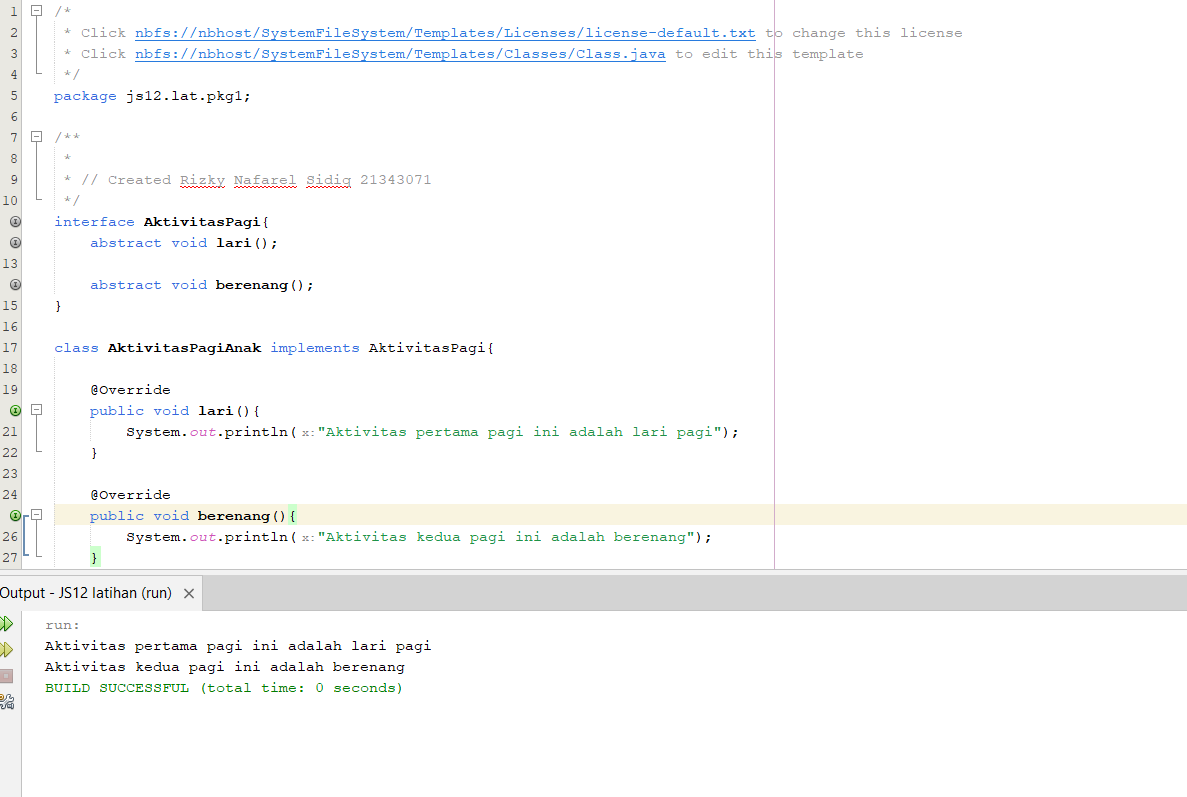 1 /*
2 * Click nbfs://nbhost/SystemFileSystem/Templates/Licenses/license-default.txt to change this license
3 * Click nbfs://nbhost/SystemFileSystem/Templates/Classes/Class.java to edit this template
4 */
5 package js12.lat.pkg1;
6
7 /**
8 *
9 * // Created Rizky Nafarel Sidiq 21343071
10 */
interface AktivitasPagi{
abstract void lari();
13
abstract void berenang();
15 }
16
17 class AktivitasPagiAnak implements AktivitasPagi{
18
19 @Override
public void lari(){
21 System.out.println(x:"Aktivitas pertama pagi ini adalah lari pagi");
22 }
23
24 @Override
public void berenang(){
26 System.out.println(x:"Aktivitas kedua pagi ini adalah berenang");
27 }
Output - JS12 latihan (run)
run:
Aktivitas pertama pagi ini adalah lari pagi
Aktivitas kedua pagi ini adalah berenang
BUILD SUCCESSFUL (total time: 0 seconds)